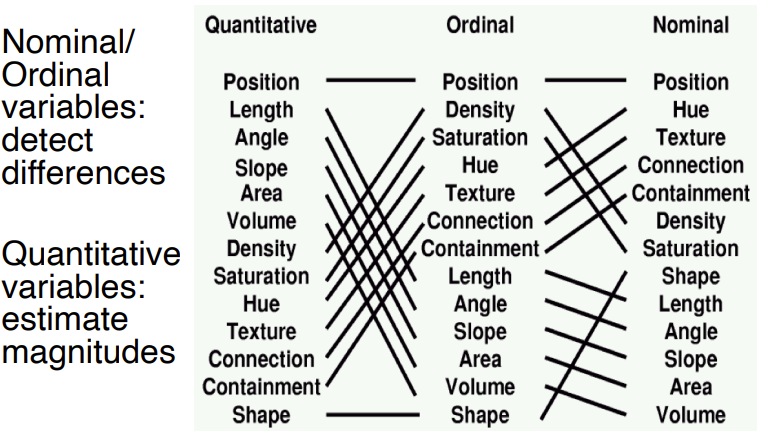 Nominal/
Ordinal
variables:
detect
differences
Quantitative
variables:
estimate
magnitudes
Quantitative Ordinal Nominal
Position Position Position
Length Density Hue
Angle Saturation Texture
Slope Hue Connection
Area Texture Containment
Volume Connection Density
Density Containment Saturation
Saturation Length Shape
Hue Angle Length
Texture Slope Angle
Connection Area Slope
Containment Volume Area
Shape Shape Volume